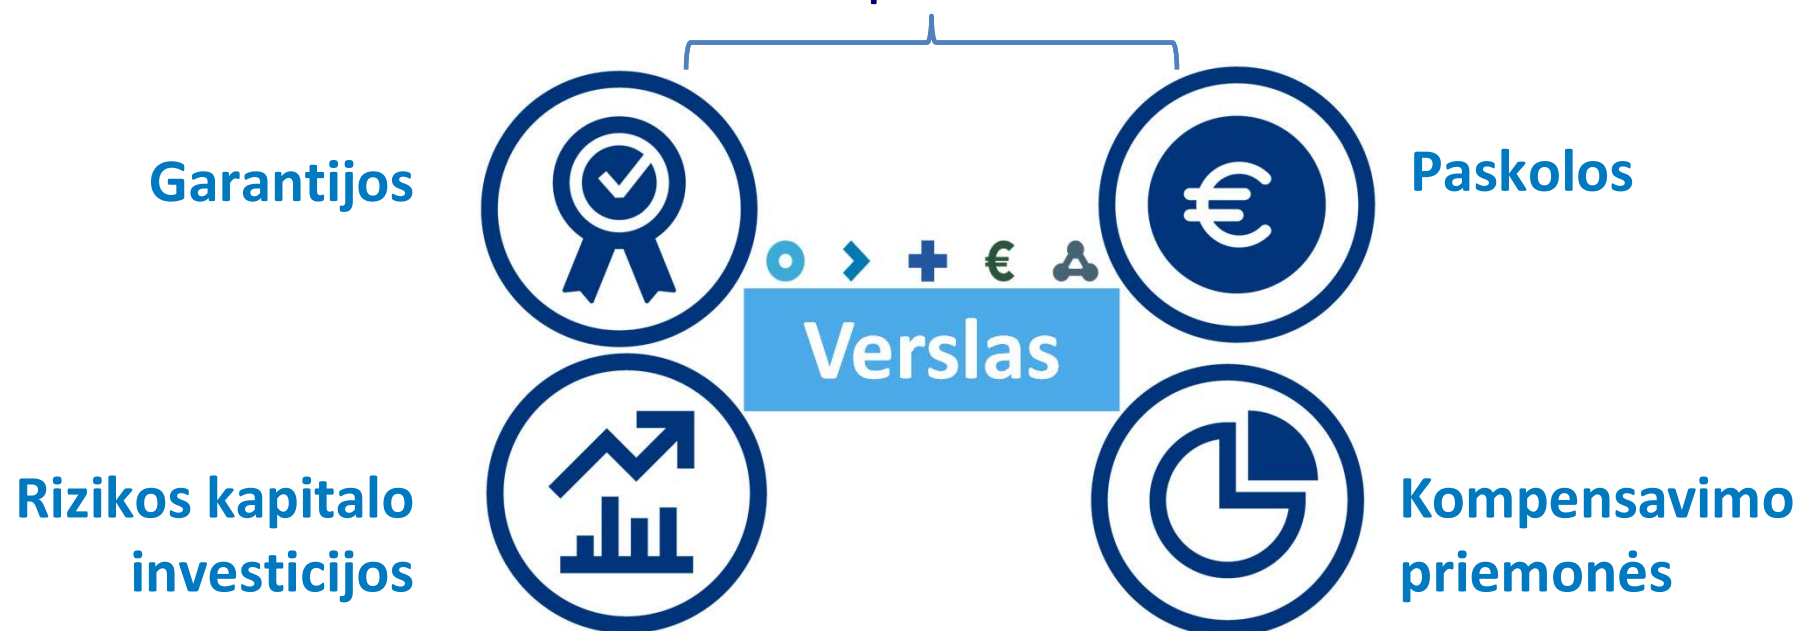 Garantijos
Paskolos
Verslas
Rizikos kapitalo
investicijos
Kompensavimo
priemonės